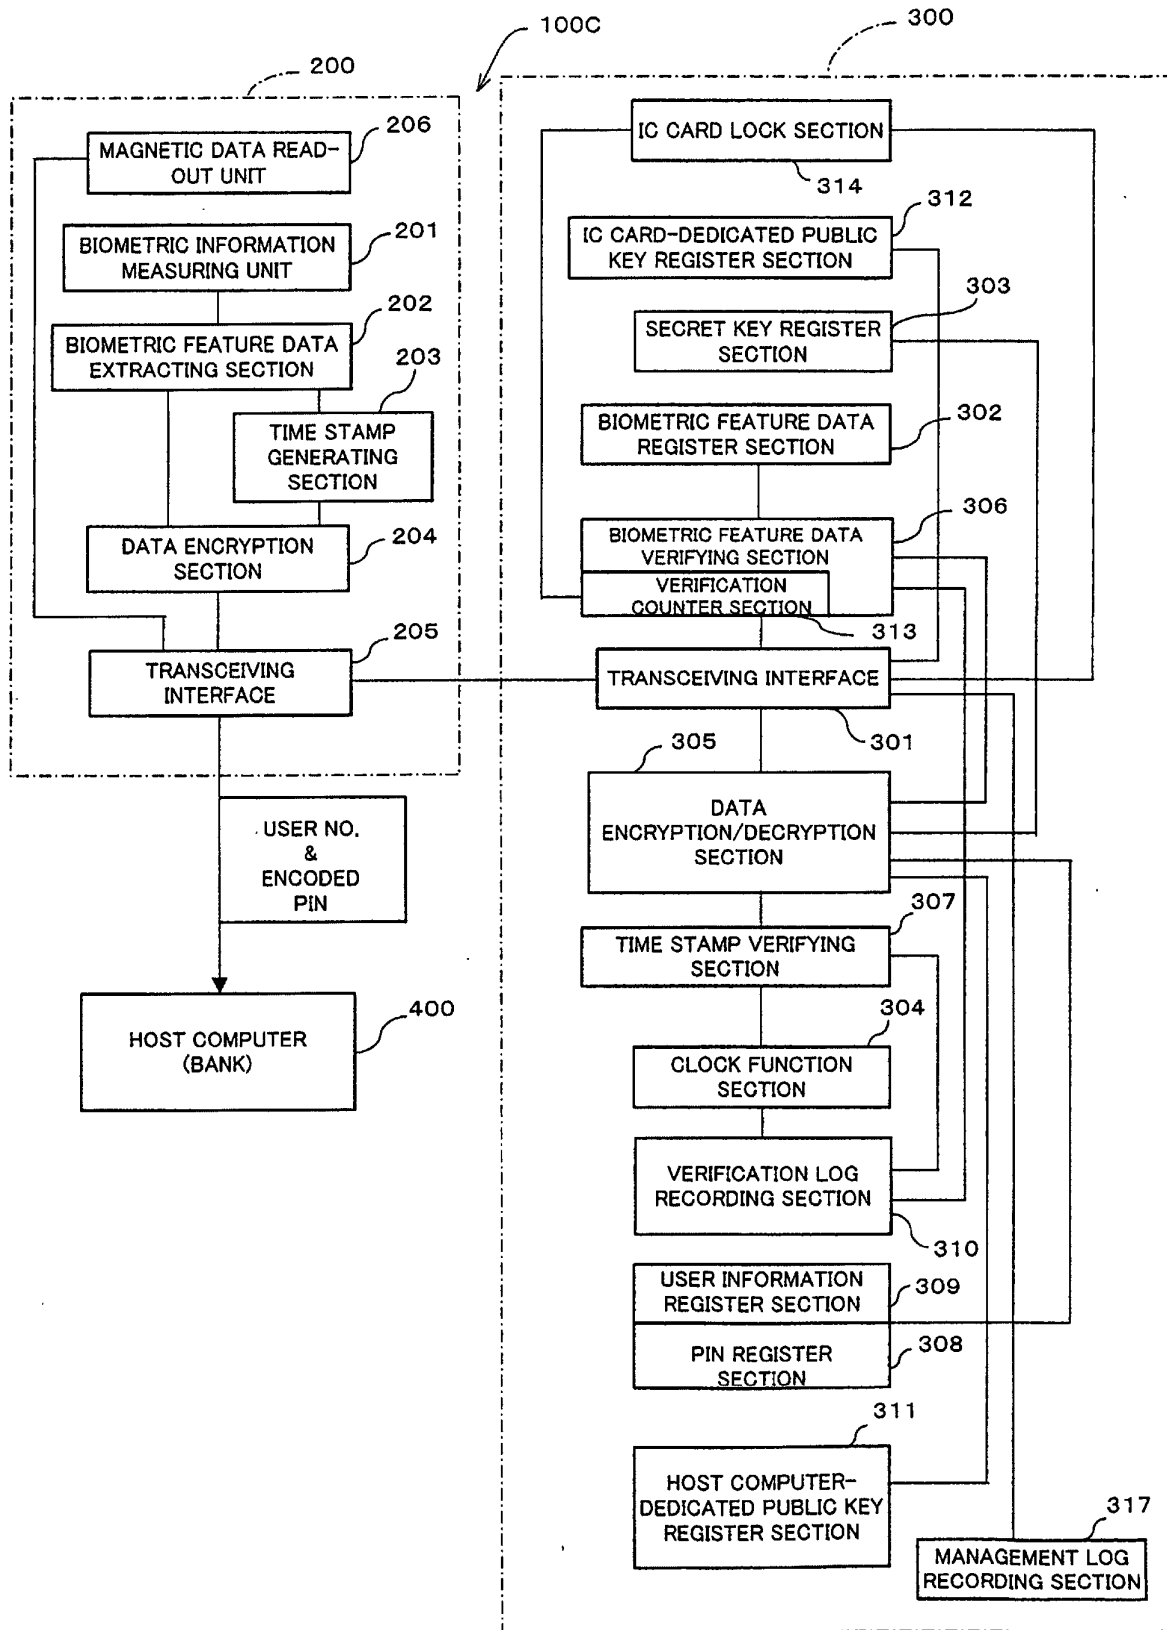 100C
300
200
MAGNETIC DATA READ-
OUT UNIT
206
BIOMETRIC INFORMATION
MEASURING UNIT
201
BIOMETRIC FEATURE DATA
EXTRACTING SECTION
202
203
TIME STAMP
GENERATING
SECTION
DATA ENCRYPTION
SECTION
204
TRANSCEIVING
INTERFACE
205
USER NO.
&
ENCODED
PIN
HOST COMPUTER
(BANK)
400
IC CARD LOCK SECTION
314
IC CARD-DEDICATED PUBLIC
KEY REGISTER SECTION
312
SECRET KEY REGISTER
SECTION
303
BIOMETRIC FEATURE DATA
REGISTER SECTION
302
BIOMETRIC FEATURE DATA
VERIFYING SECTION
306
VERIFICATION
COUNTER SECTION
313
TRANSCEIVING INTERFACE
301
305
DATA
ENCRYPTION/DECRYPTION
SECTION
307
TIME STAMP VERIFYING
SECTION
304
CLOCK FUNCTION
SECTION
VERIFICATION LOG
RECORDING SECTION
310
USER INFORMATION
REGISTER SECTION
309
PIN REGISTER
SECTION
308
311
HOST COMPUTER-
DEDICATED PUBLIC KEY
REGISTER SECTION
317
MANAGEMENT LOG
RECORDING SECTION